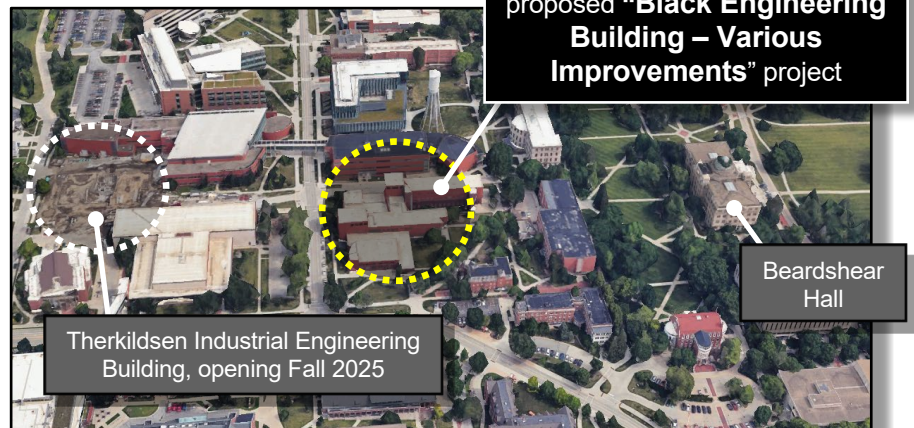 proposed “Black Engineering
Building – Various
Improvements” project
Beardshear
Hall
Therkildsen Industrial Engineering
Building, opening Fall 2025